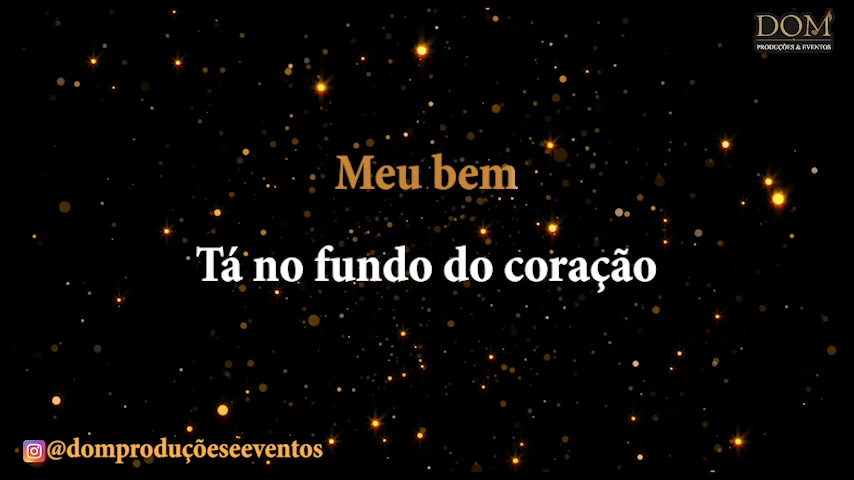 DOM
PRODUÇÕES & EVENTOS
Meu bem
Tá no fundo do coração
@domproduçõeseeventos